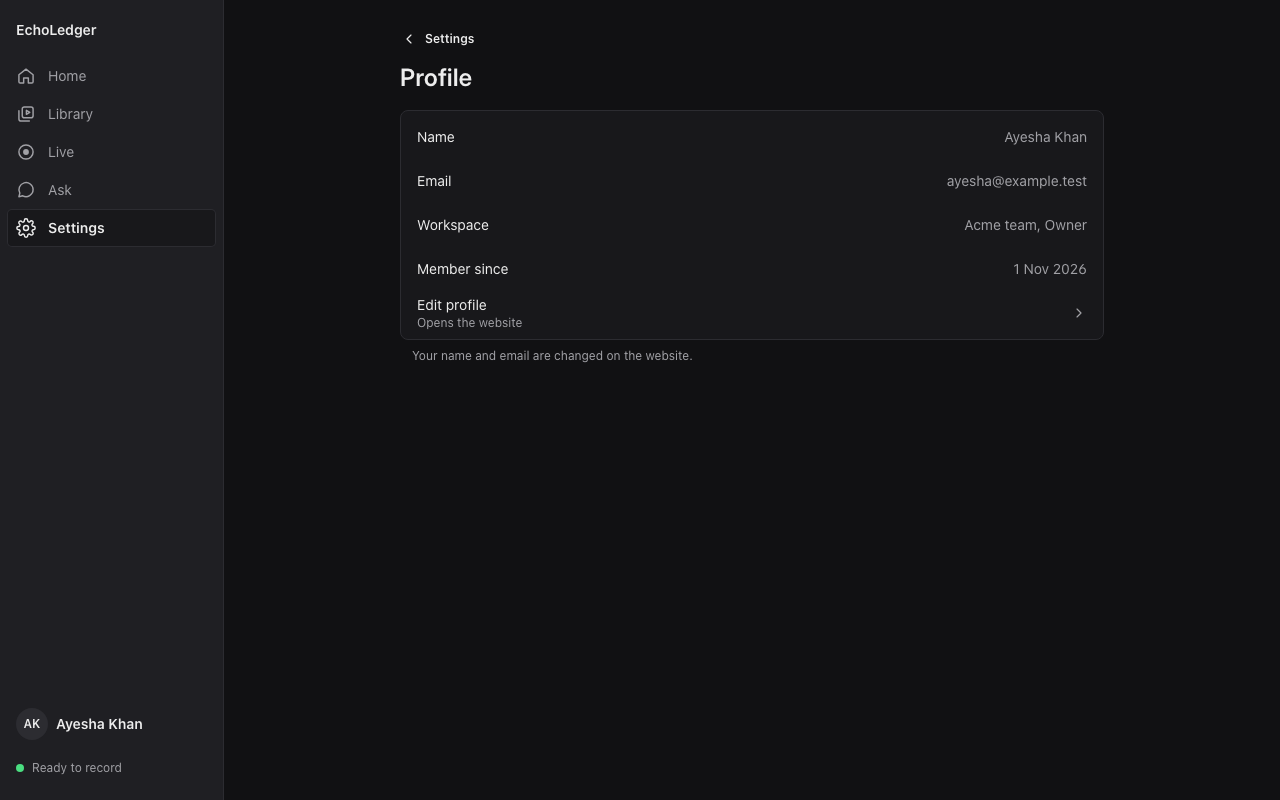 EchoLedger
Home
Library
Live
Ask
Settings
AK
Ayesha Khan
Ready to record
Settings
Profile
Name
Ayesha Khan
Email
ayesha@example.test
Workspace
Acme team, Owner
Member since
1 Nov 2026
Edit profile
Opens the website
Your name and email are changed on the website.